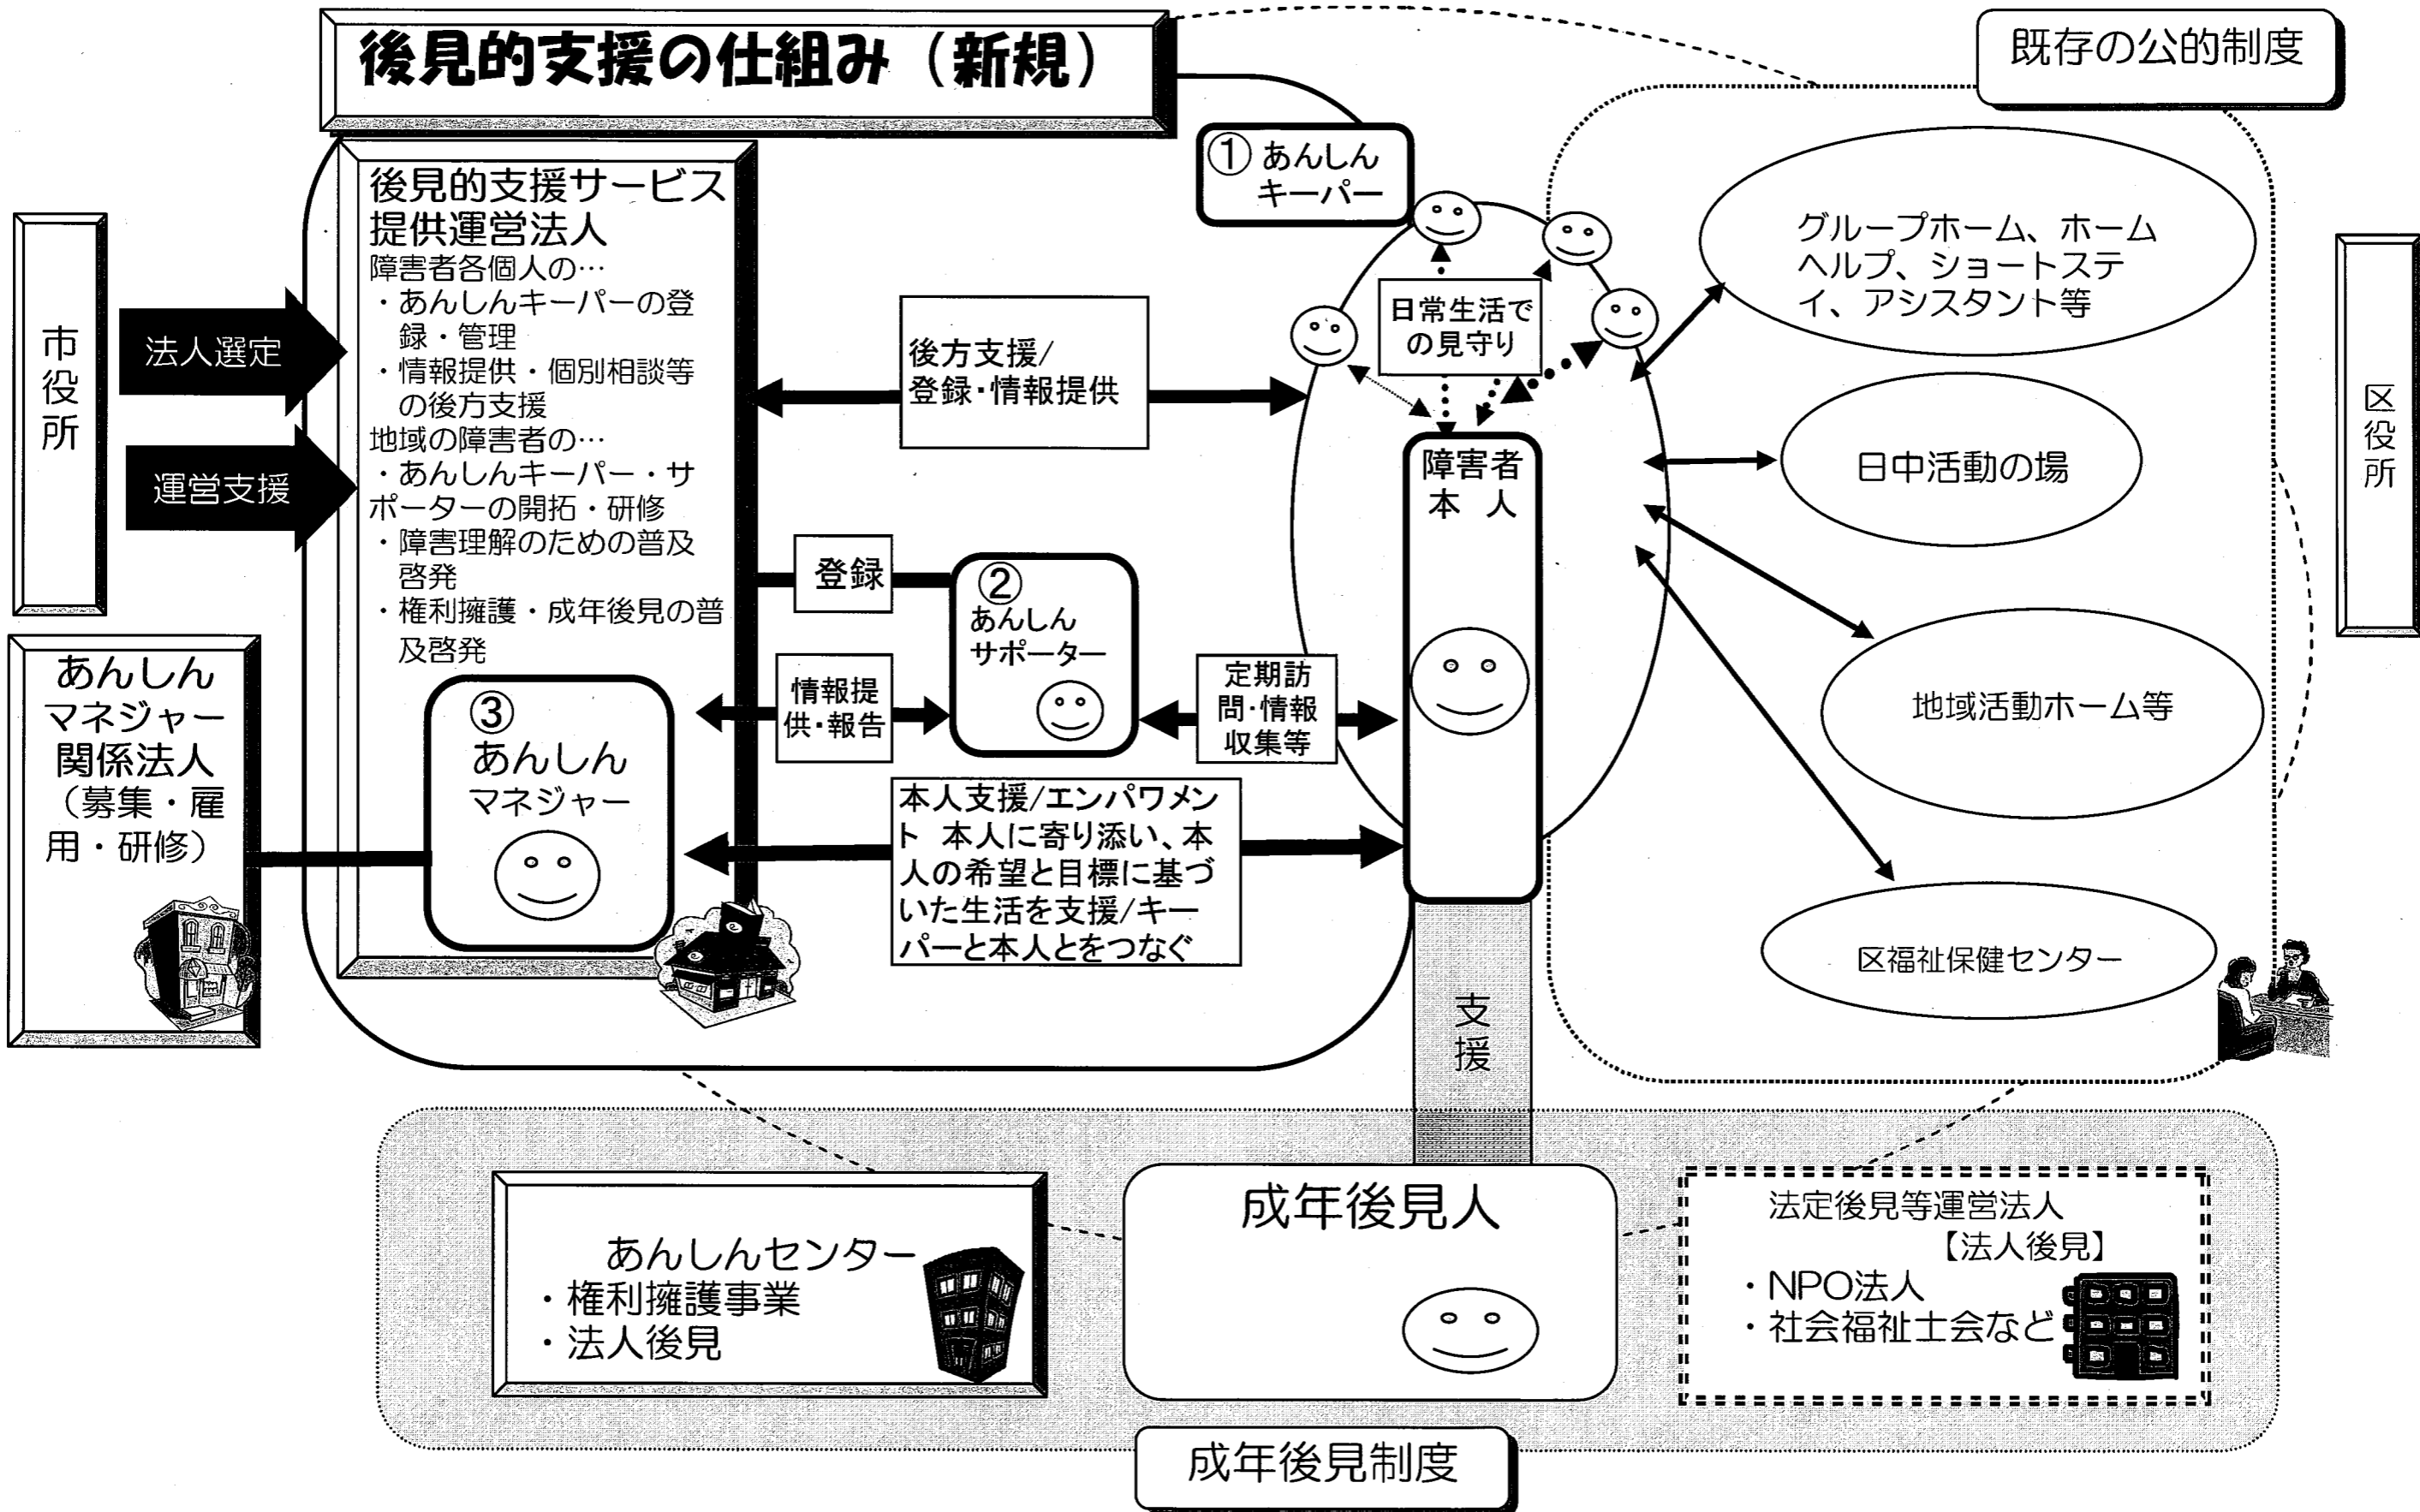 後見的支援の仕組み（新規）
既存の公的制度
市役所
法人選定
運営支援
後見的支援サービス
提供運営法人
障害者各個人の…
・あんしんキーパーの登
録・管理
・情報提供・個別相談等
の後方支援
地域の障害者の…
・あんしんキーパー・サ
ポーターの開拓・研修
・障害理解のための普及
啓発
・権利擁護・成年後見の普
及啓発
① あんしん
キーパー
日常生活で
の見守り
後方支援/
登録・情報提供
障害者
本 人
登録
②
あんしん
サポーター
情報提
供・報告
定期訪
問・情報
収集等
③
あんしん
マネジャー
本人支援/エンパワメン
ト 本人に寄り添い、本
人の希望と目標に基づ
いた生活を支援/キー
パーと本人とをつなぐ
あんしん
マネジャー
関係法人
（募集・雇
用・研修）
グループホーム、ホーム
ヘルプ、ショートステ
イ、アシスタント等
日中活動の場
地域活動ホーム等
区福祉保健センター
区役所
支援
あんしんセンター
・権利擁護事業
・法人後見
成年後見人
法定後見等運営法人
【法人後見】
・NPO法人
・社会福祉士会など
成年後見制度